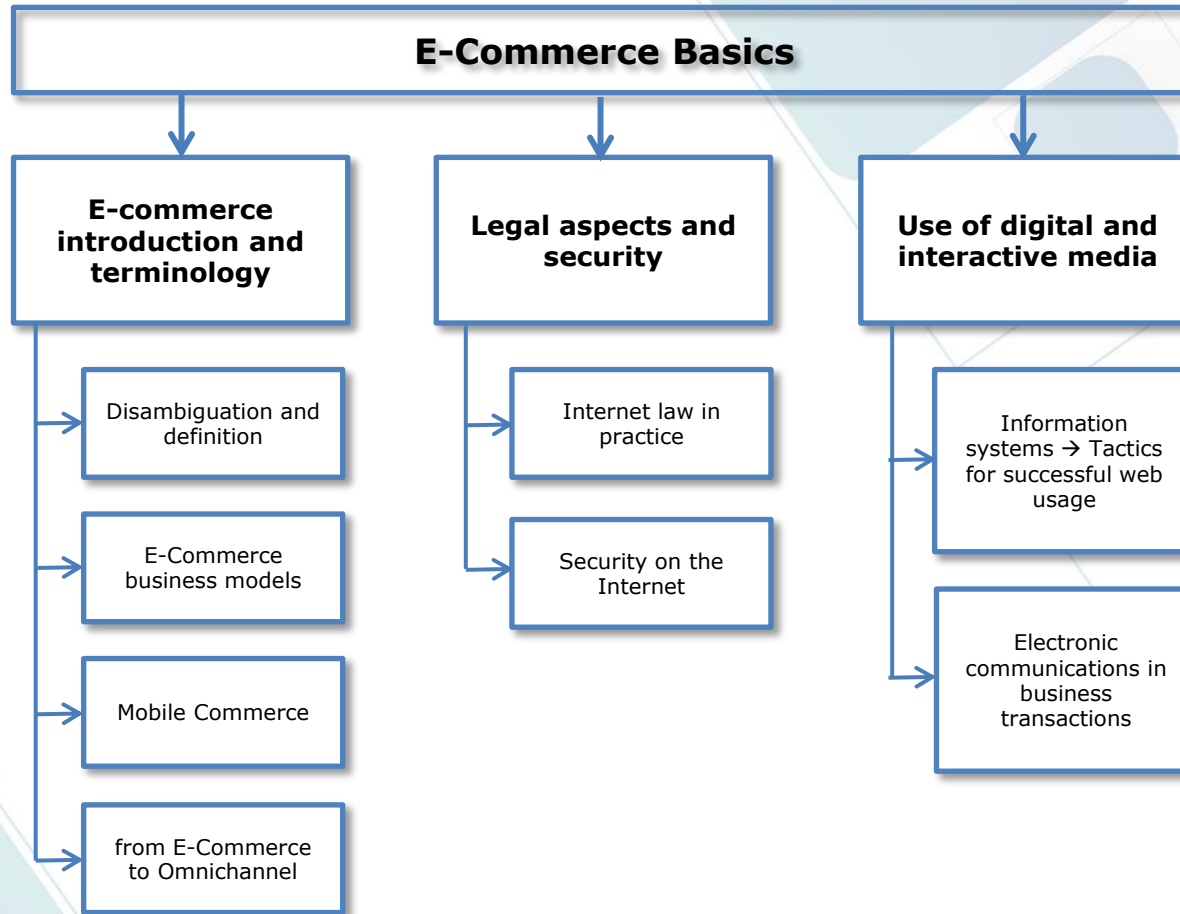 E-Commerce Basics
E-commerce
introduction and
terminology
Disambiguation and
definition
E-Commerce
business models
Mobile Commerce
from E-Commerce
to Omnichannel
Legal aspects and
security
Internet law in
practice
Security on the
Internet
Use of digital and
interactive media
Information
systems → Tactics
for successful web
usage
Electronic
communications in
business
transactions